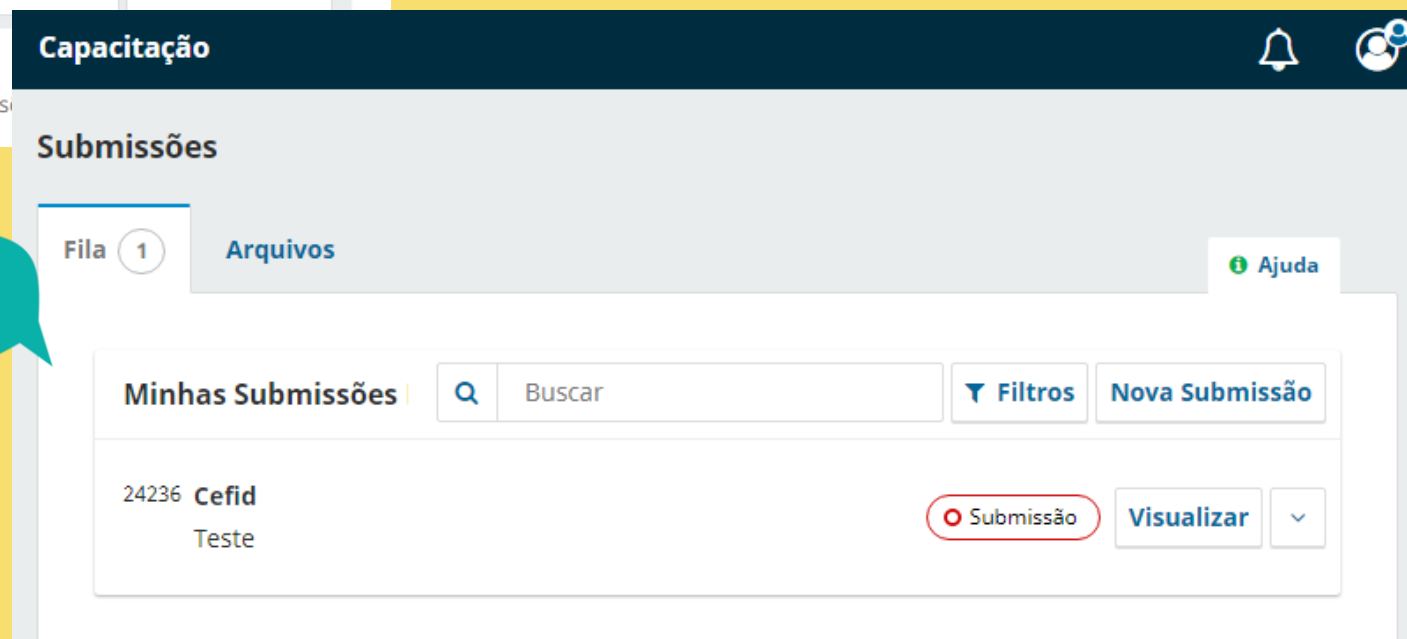 Capacitação
Submissões
Fila 1 Arquivos
Ajuda
Minhas Submissões Buscar Filtros Nova Submissão
24236 Cefid Submissão Visualizar
Teste